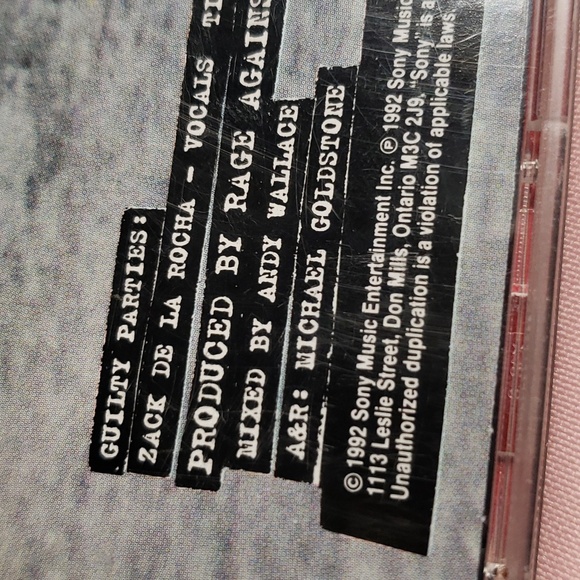 GUILTY PARTIES:
ZACK DE LA ROCHA - VOCALS
PRODUCED BY RAGE
MIXED BY ANDY WALLACE
A&R: MICHAEL GOLDSTONE
© 1992 Sony Music Entertainment Inc. ℗ 1992 Sony Music
1113 Leslie Street, Don Mills, Ontario M3C 2J9. "Sony" is a
Unauthorized duplication is a violation of applicable laws.